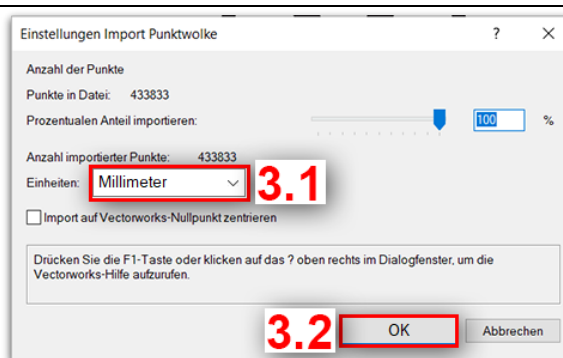 Einstellungen Import Punktwolke ? ×
Anzahl der Punkte
Punkte in Datei: 433833
Prozentualen Anteil importieren: 100 %
Anzahl importierter Punkte: 433833
Einheiten: Millimeter 3.1
Import auf Vectorworks-Nullpunkt zentrieren
Drücken Sie die F1-Taste oder klicken auf das ? oben rechts im Dialogfenster, um die
Vectorworks-Hilfe aufzurufen.
3.2 OK Abbrechen